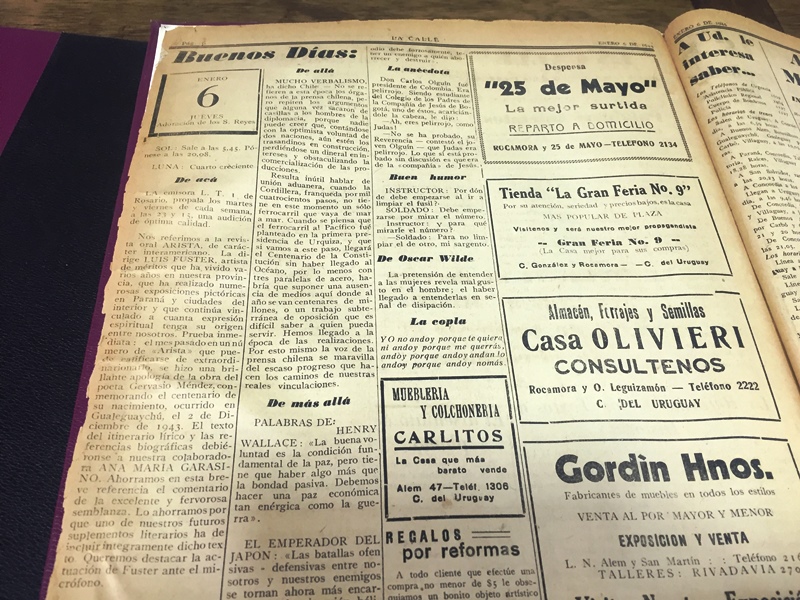 LA CALLE
ENERO 6 DE
Buenos Días:
ENERO
6
JUEVES
Adoración de los S. Reyes
SOL: Sale a las 5.45. Pó-
nese a las 20.08.
LUNA: Cuarto creciente
De acá
LA emisora L. T. 1. de
Rosario, propala los martes
y viernes de cada semana,
a las 22 y 15, una audición
de óptima calidad.
No referimos a la revis-
ta oral ARISTA, de carác-
ter interamericano. La di-
rige LUIS FUSTER, artista
de méritos que ha vivido va-
rios años en nuestra provin-
cia, que ha realizado nume-
rosas exposiciones pictóricas
en Paraná y ciudades del
interior y que continúa vin-
culado a cuanta expresión
espiritual tenga su origen
entre nosotros. Prueba inme-
diata: el mes pasado en un nú
mero de «Arista» que pue-
de calificarse de extraordi-
nario, se hizo una bri-
llante apología de la obra del
poeta Gervasio Méndez, con-
memorando el centenario de
su nacimiento, ocurrido en
Gualeguaychú, el 2 de Di-
ciembre de 1943. El texto
del itinerario lírico y las re-
ferencias biográficas debié-
ronse a nuestra colaborado-
ra ANA MARIA GARASI-
NO. Ahorramos en esta bre-
ve referencia el comentario
de la excelente y fervorosa
semblanza. Lo ahorramos por
que uno de nuestros futuros
suplementos literarios ha de
incluir íntegramente dicho tex
to. Queremos destacar la ac-
tuación de Fuster ante el mi-
crófono.
De allá
MUCHO VERBALISMO,
ha dicho Chile — No se re-
fieren a esta época por órga-
no de la prensa chilena, pe-
ro repiten los argumentos
que alguna vez sacaron de
casillas a los hombres de la
diplomacia, porque nadie
puede creer que, contándose
con la optimista voluntad de
dos naciones, aún estén los
trasandinos en construcción,
perdiéndose un dineral en in-
tereses y obstaculizando la
comercialización de las pro-
ducciones.
Resulta inútil hablar de
unión aduanera, cuando la
Cordillera, franqueda por mil
cuatrocientos pasos, no tie-
ne en este momento un sólo
ferrocarril que vaya de mar
a mar. Cuando se piensa que
el ferrocarril al Pacífico fué
planteado en la primera pre-
sidencia de Urquiza, y que
si vamos a este paso, llegará
el Centenario de la Consti-
tución sin haber llegado al
Océano, por lo menos con
tres paralelas de acero, ha-
bría que suponer una ausen-
cia de medios aquí donde al
año se van centenares de mi-
llones, o un trabajo subte-
rráneo de oposición que es
difícil saber a quien pueda
servir. Hemos llegado a la
época de las realizaciones.
Por esto mismo la voz de la
prensa chilena se maravilla
del escaso progreso que ha-
cen los caminos de nuestras
reales vinculaciones.
De más allá
PALABRAS DE:
HENRY
WALLACE: «La buena vo-
luntad es la condición fun-
damental de la paz, pero tie-
ne que haber algo más que
la bondad pasiva. Debemos
hacer una paz económica
tan enérgica como la gue-
rra».
EL EMPERADOR DEL
JAPON: «Las batallas ofen
sivas - defensivas entre no-
sotros y nuestros enemigos
se tornan ahora más encar-
La anécdota
Don Carlos Olguín fué
presidente de Colombia. Era
pelirrojo. Siendo estudiante
del Colegio de los Padres de
la Compañía de Jesús de Bo-
gotá, uno de éstos, acarician-
dole la cabeza, le dijo:
—Ah, eres pelirrojo, como
Judas!
—No se ha probado, su
Reverencia, — contestó el jo-
ven Olguín — que Judas era
pelirrojo. Lo que sí está pro-
bado sin discusión es que era
de la «compañía» de Jesús.
Buen humor
INSTRUCTOR: Por dón
de debe empezarse al ir a
limpiar el fusil?
SOLDADO: Debe empe-
zarse por mirar el número.
Instructor: y para qué
mirarle el número?
—Soldado: Para no lim-
piar el de otro, mi sargento.
De Oscar Wilde
La pretensión de entender
a las mujeres revela mal gus-
to en el hombre; el haber
llegado a entenderlas en se-
ñal de disipación.
La copla
YO no andoy porque te quiera
ni andoy porque me querrás,
andoy porque andoy andan lo
andoy porque andoy nomás.
MUEBLERIA
Y COLCHONERIA
CARLITOS
La Casa que más
barato vende
Alem 47—Teléf. 1306
C. del Uruguay
REGALOS
por reformas
A todo cliente que efectúe una
compra no menor de $5 le obse-
quiamos un bonito objeto artístico
Despensa
"25 de Mayo"
La mejor surtida
REPARTO A DOMICILIO
ROCAMORA y 25 de MAYO—TELEFONO 2134
Tienda "La Gran Feria No. 9"
Por su atención, seriedad y precios bajos, es la casa
MAS POPULAR DE PLAZA
Visítenos y será nuestro mejor propagandista
-- Gran Feria No. 9 --
(La Casa mejor para sus compras)
C. González y Rocamora — C. del Uruguay
Almacén, Ferrajes y Semillas
Casa OLIVIERI
CONSULTENOS
Rocamora y O. Leguizamón — Teléfono 2222
C. DEL URUGUAY
Gordin Hnos.
Fabricantes de muebles en todos los estilos
VENTA AL POR MAYOR Y MENOR
EXPOSICION Y VENTA
L. N. Alem y San Martín : : Teléfono
TALLERES: RIVADAVIA
ENERO 6 DE
A Ud. le
interesa
saber...